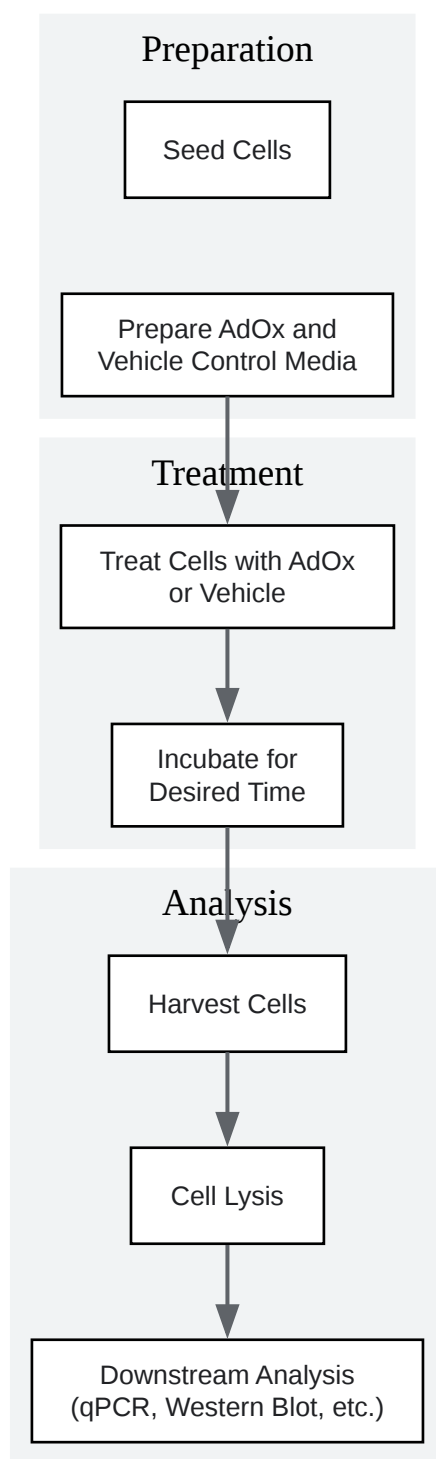 Preparation
Seed Cells
Prepare AdOx and
Vehicle Control Media
Treatment
Treat Cells with AdOx
or Vehicle
Incubate for
Desired Time
Analysis
Harvest Cells
Cell Lysis
Downstream Analysis
(qPCR, Western Blot, etc.)